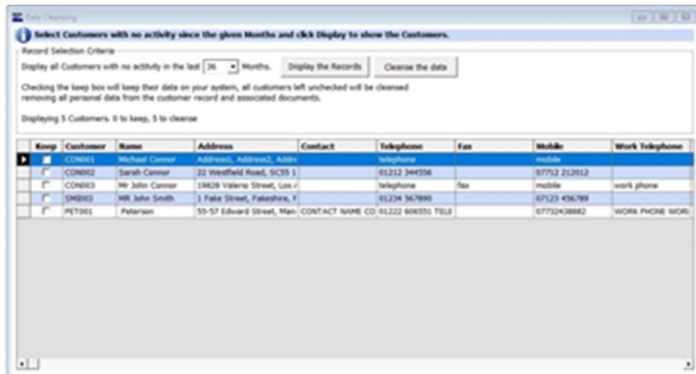 Data Cleansing
Select Customers with no activity since the given Months and click Display to show the Customers.
Record Selection Criteria
Display all Customers with no activity in the last 36 Months. Display the Records Cleanse the data
Checking the keep box will keep their data on your system, all customers left unchecked will be cleansed
removing all personal data from the customer record and associated documents.
Displaying 5 Customers. 0 to keep, 5 to cleanse
Keep Customer Name Address Contact Telephone Fax Mobile Work Telephone
CON001 Michael Connor Address1, Address2, Addre telephone mobile
CON002 Sarah Connor 22 Westfield Road, SC55 1 01212 344556 07712 212012
CON003 Mr John Connor 19828 Valerio Street, Los telephone fax mobile work phone
SMI003 MR John Smith 1 Fake Street, Fakeshire, F 01234 567890 07123 456789
PET001 Peterson 55-57 Edward Street, Man CONTACT NAME CO 01222 606551 TELE 07732438882 WORK PHONE WORK